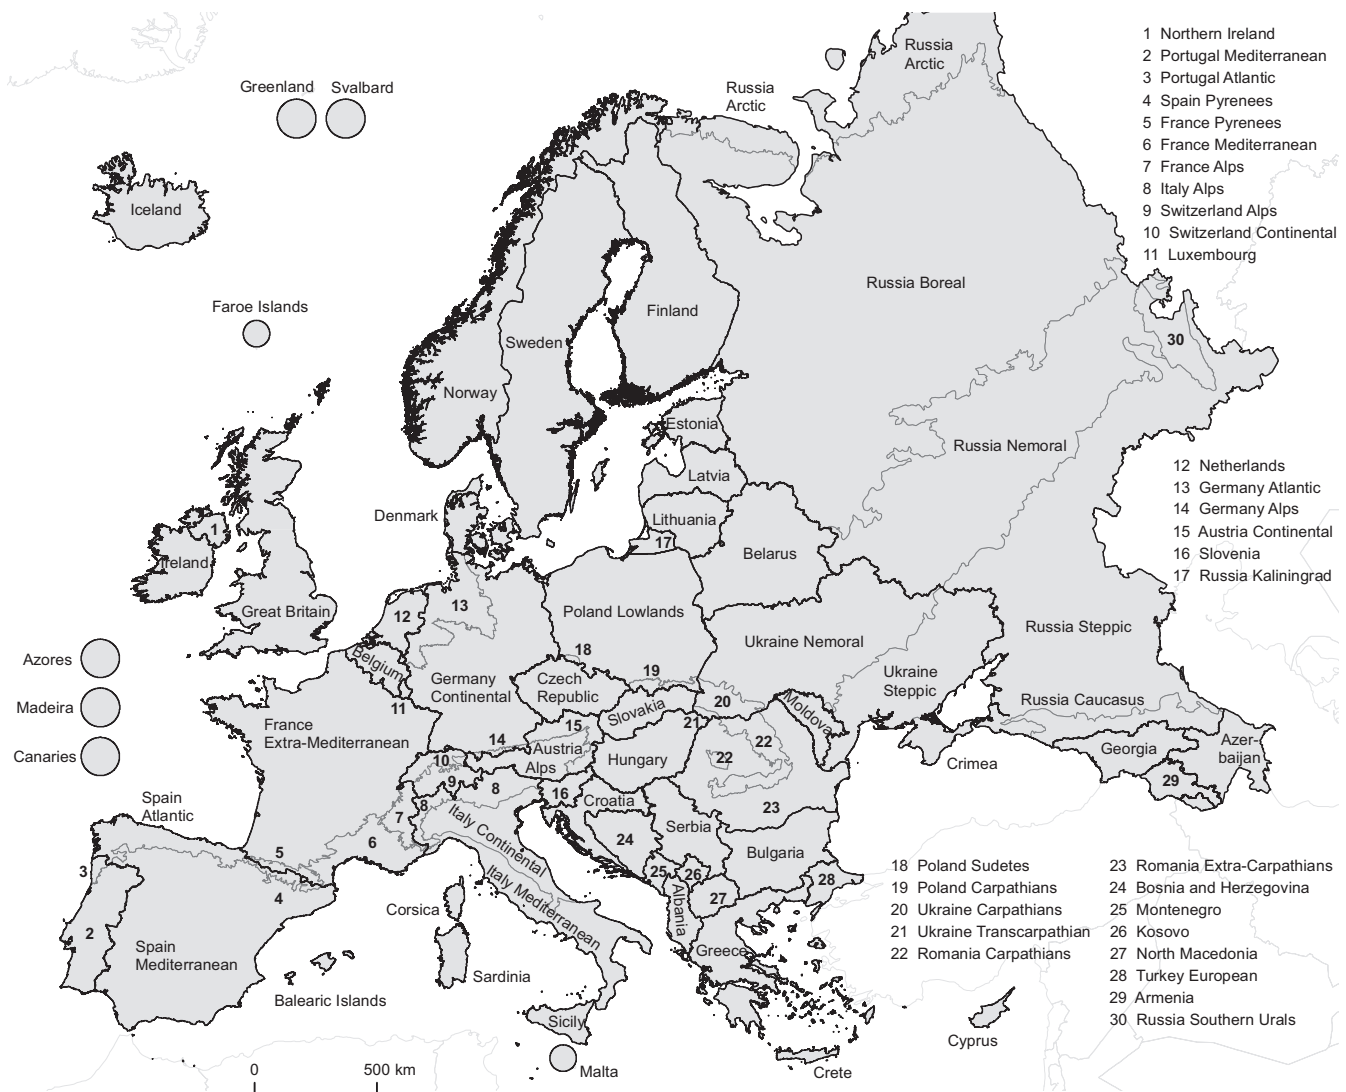 Russia
Arctic
Russia
Arctic
Greenland
Svalbard
Iceland
Faroe Islands
Russia Boreal
Finland
Sweden
Norway
30
Estonia
Russia Nemoral
Latvia
Lithuania
17
Belarus
Denmark
1
Ireland
Great Britain
12
13
Poland Lowlands
Ukraine Nemoral
Russia Steppic
Azores
Madeira
Canaries
Belgium
Germany
Continental
18
19
Czech
Republic
Ukraine
Steppic
Russia Caucasus
11
20
Moldova
Slovakia
21
France
Extra-Mediterranean
14
15
Austria
Alps
22
22
Hungary
Georgia
Azer-
baijan
Crimea
29
10
9
8
8
7
6
16
Croatia
23
Spain
Atlantic
Italy Continental
Italy Mediterranean
24
Serbia
Bulgaria
5
4
3
2
25
26
27
28
Albania
Greece
Corsica
Sardinia
Spain
Mediterranean
Balearic Islands
Sicily
Malta
Crete
Cyprus
0
500 km
1 Northern Ireland
2 Portugal Mediterranean
3 Portugal Atlantic
4 Spain Pyrenees
5 France Pyrenees
6 France Mediterranean
7 France Alps
8 Italy Alps
9 Switzerland Alps
10 Switzerland Continental
11 Luxembourg
12 Netherlands
13 Germany Atlantic
14 Germany Alps
15 Austria Continental
16 Slovenia
17 Russia Kaliningrad
18 Poland Sudetes
19 Poland Carpathians
20 Ukraine Carpathians
21 Ukraine Transcarpathian
22 Romania Carpathians
23 Romania Extra-Carpathians
24 Bosnia and Herzegovina
25 Montenegro
26 Kosovo
27 North Macedonia
28 Turkey European
29 Armenia
30 Russia Southern Urals